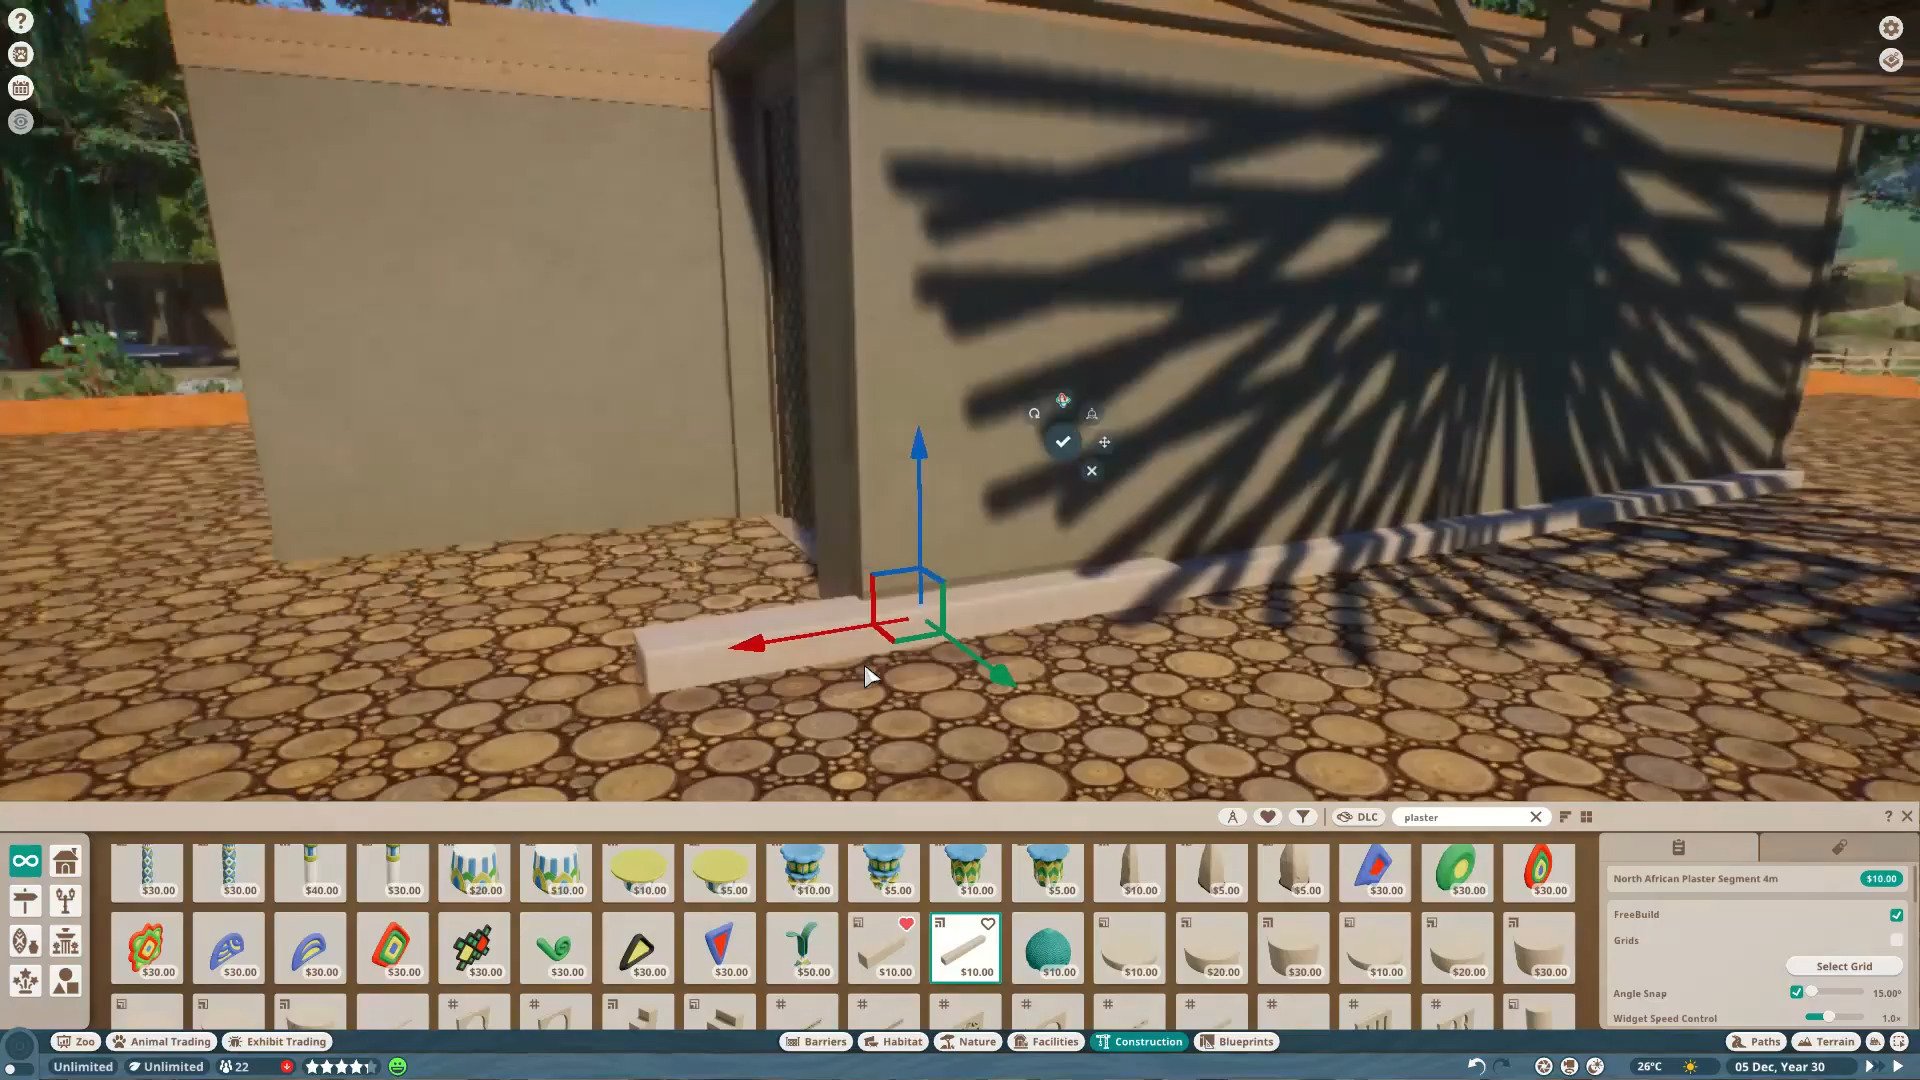 DLC
plaster
?
North African Plaster Segment 4m $10.00
FreeBuild
Grids
Select Grid
Angle Snap 15.00°
Widget Speed Control 1.0×
$30.00 $30.00 $40.00 $30.00 $20.00 $10.00 $10.00 $5.00 $10.00 $5.00 $10.00 $5.00 $10.00 $5.00 $5.00 $30.00 $30.00 $30.00
$30.00 $30.00 $30.00 $30.00 $30.00 $30.00 $30.00 $30.00 $50.00 $10.00 $10.00 $10.00 $10.00 $20.00 $30.00 $10.00 $20.00 $30.00
Zoo Animal Trading Exhibit Trading Barriers Habitat Nature Facilities Construction Blueprints Paths Terrain
Unlimited Unlimited 22 26°C 05 Dec, Year 30